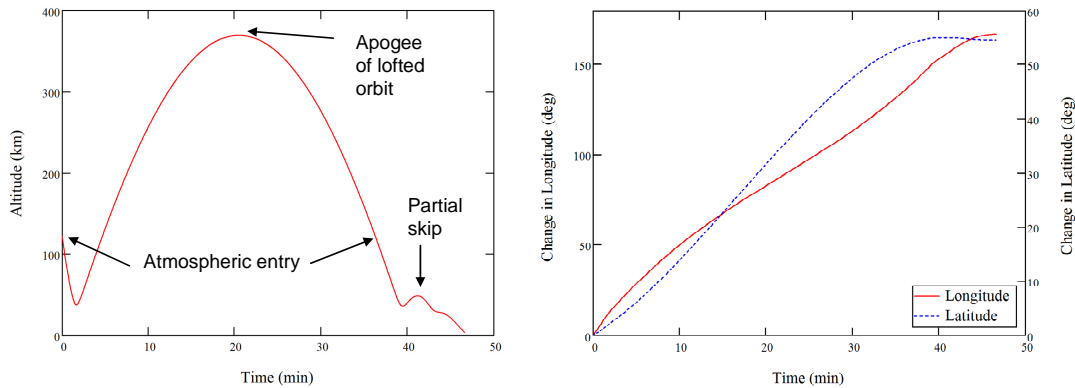 400
300
200
100
0
Altitude (km)
0 10 20 30 40 50
Time (min)
Apogee
of lofted
orbit
Partial
skip
Atmospheric entry
150
100
50
0
Change in Longitude (deg)
0 10 20 30 40 50
Time (min)
60
50
40
30
20
10
0
Change in Latitude (deg)
Longitude
Latitude